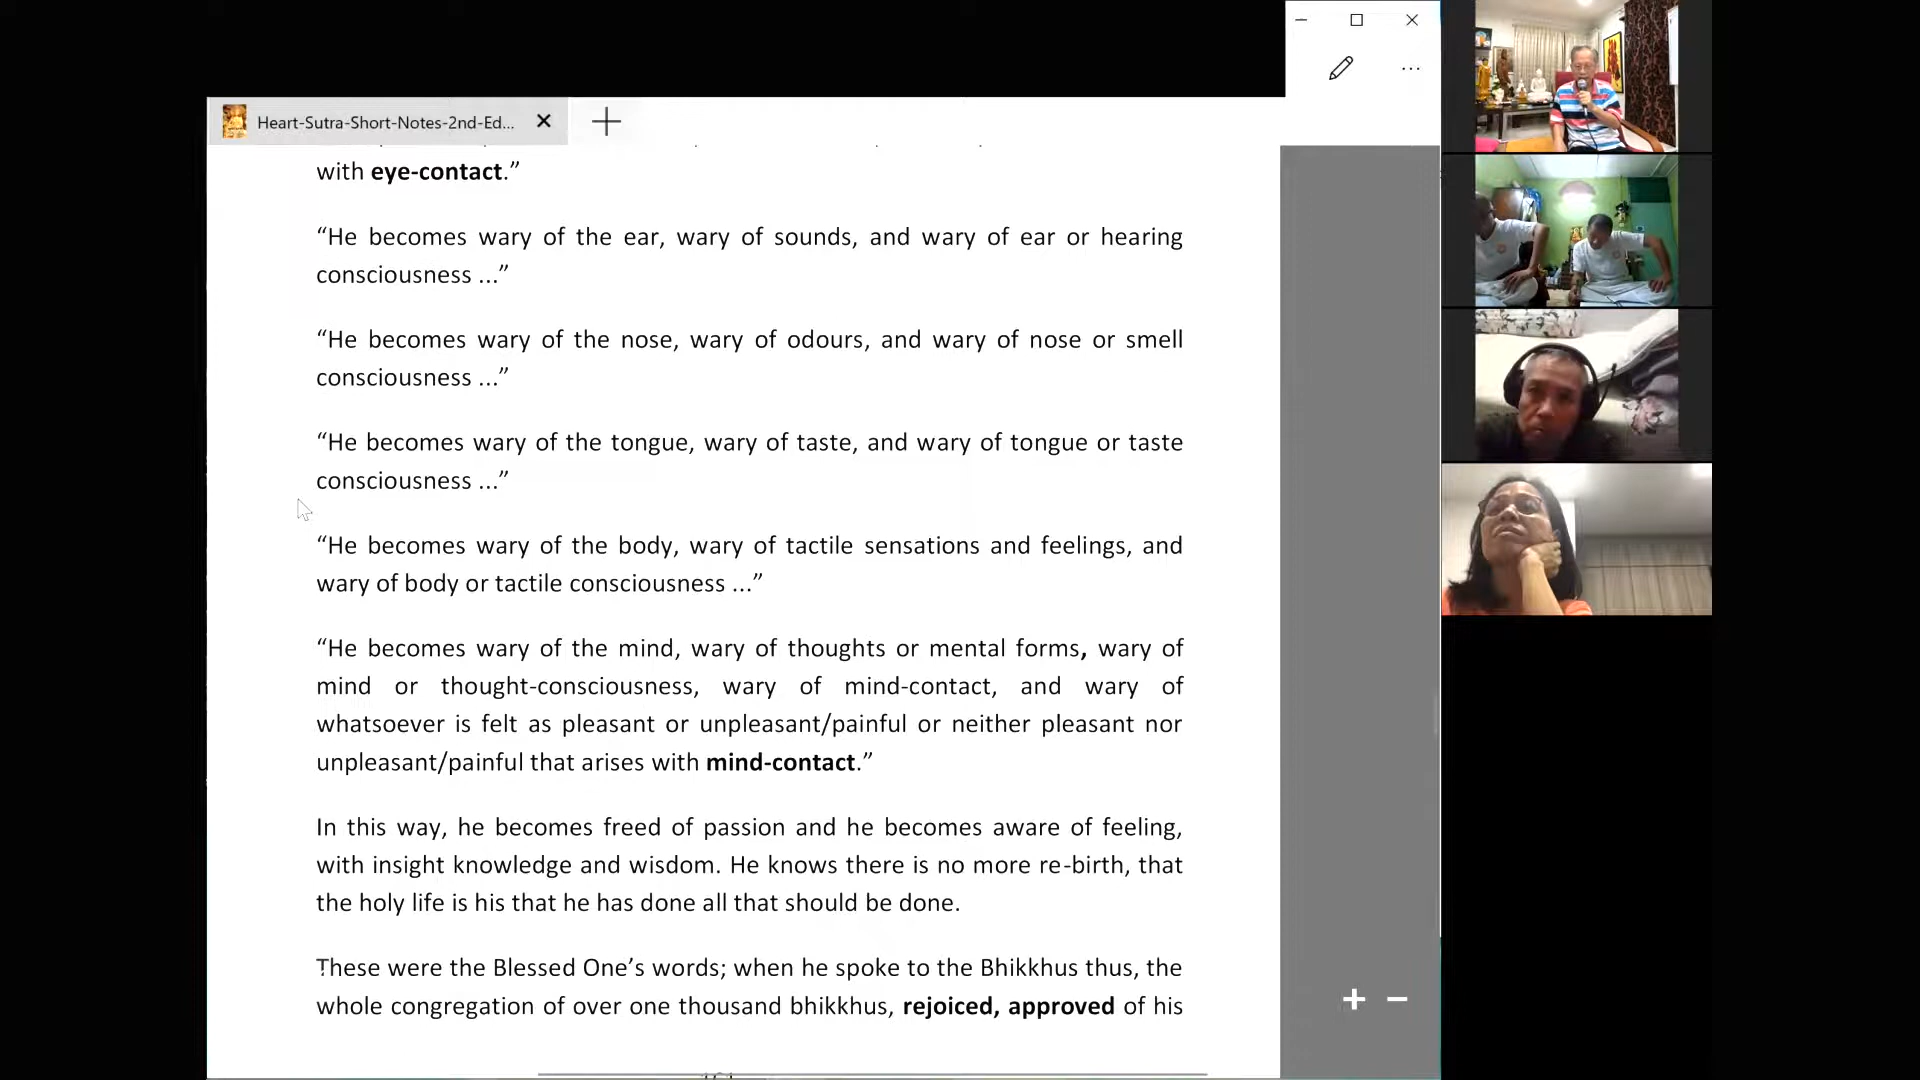 Heart-Sutra-Short-Notes-2nd-Ed...
with eye-contact.”
“He becomes wary of the ear, wary of sounds, and wary of ear or hearing
consciousness ...”
“He becomes wary of the nose, wary of odours, and wary of nose or smell
consciousness ...”
“He becomes wary of the tongue, wary of taste, and wary of tongue or taste
consciousness ...”
“He becomes wary of the body, wary of tactile sensations and feelings, and
wary of body or tactile consciousness ...”
“He becomes wary of the mind, wary of thoughts or mental forms, wary of
mind or thought-consciousness, wary of mind-contact, and wary of
whatsoever is felt as pleasant or unpleasant/painful or neither pleasant nor
unpleasant/painful that arises with mind-contact.”
In this way, he becomes freed of passion and he becomes aware of feeling,
with insight knowledge and wisdom. He knows there is no more re-birth, that
the holy life is his that he has done all that should be done.
These were the Blessed One’s words; when he spoke to the Bhikkhus thus, the
whole congregation of over one thousand bhikkhus, rejoiced, approved of his